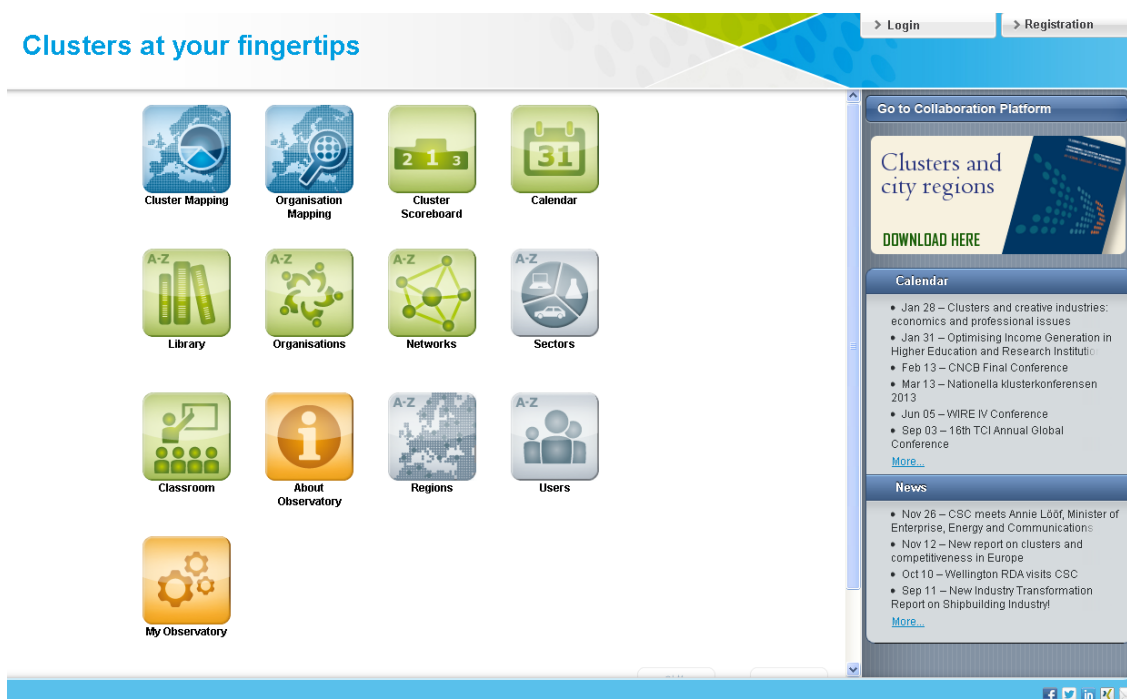 Clusters at your fingertips
> Login
> Registration
Cluster Mapping
Organisation
Mapping
2 1 3
Cluster
Scoreboard
31
Calendar
A-Z
Library
A-Z
Organisations
A-Z
Networks
A-Z
Sectors
Classroom
i
About
Observatory
A-Z
Regions
A-Z
Users
My Observatory
Go to Collaboration Platform
Clusters and
city regions
DOWNLOAD HERE
Calendar
• Jan 28 – Clusters and creative industries:
economics and professional issues
• Jan 31 – Optimising Income Generation in
Higher Education and Research Institutio
• Feb 13 – CNCB Final Conference
• Mar 13 – Nationella klusterkonferensen
2013
• Jun 05 – WIRE IV Conference
• Sep 03 – 16th TCI Annual Global
Conference
More...
News
• Nov 26 – CSC meets Annie Lööf, Minister of
Enterprise, Energy and Communications
• Nov 12 – New report on clusters and
competitiveness in Europe
• Oct 10 – Wellington RDA visits CSC
• Sep 11 – New Industry Transformation
Report on Shipbuilding Industry!
More...
f
in